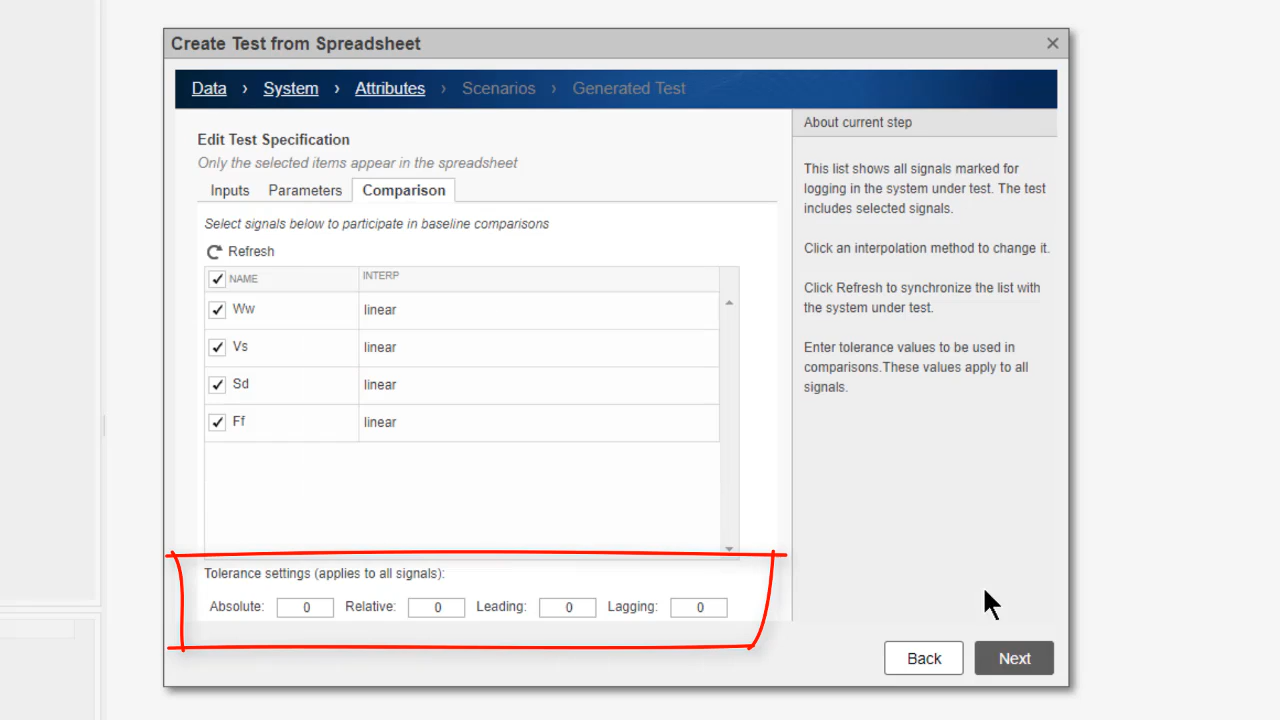 Create Test from Spreadsheet
Data › System › Attributes › Scenarios › Generated Test
Edit Test Specification
Only the selected items appear in the spreadsheet
Inputs Parameters Comparison
Select signals below to participate in baseline comparisons
Refresh
NAME INTERP
Ww linear
Vs linear
Sd linear
Ff linear
Tolerance settings (applies to all signals):
Absolute: 0 Relative: 0 Leading: 0 Lagging: 0
About current step
This list shows all signals marked for
logging in the system under test. The test
includes selected signals.
Click an interpolation method to change it.
Click Refresh to synchronize the list with
the system under test.
Enter tolerance values to be used in
comparisons.These values apply to all
signals.
Back Next